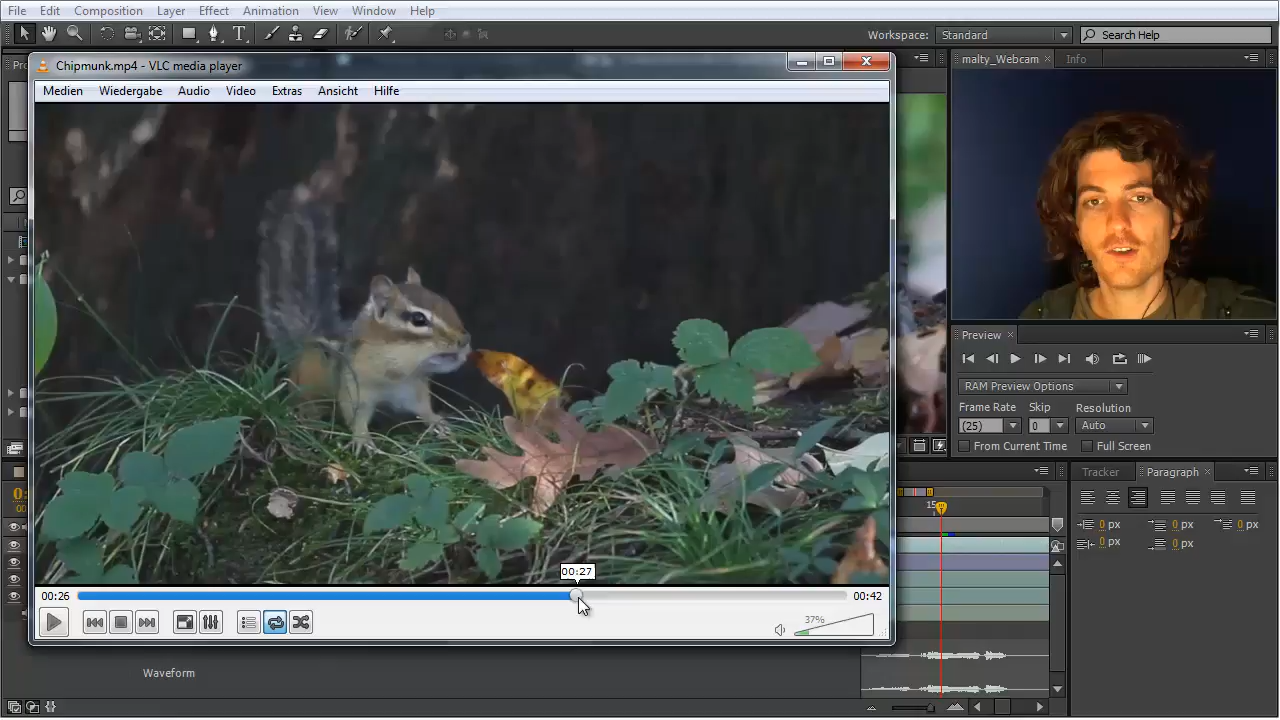 File Edit Composition Layer Effect Animation View Window Help
Workspace: Standard Search Help
Chipmunk.mp4 - VLC media player
malty_Webcam Info
Medien Wiedergabe Audio Video Extras Ansicht Hilfe
Preview
RAM Preview Options
Frame Rate Skip Resolution
(25) 0 Auto
From Current Time Full Screen
Tracker Paragraph
15
0 px 0 px 0 px
0 px 0 px
00:27
00:26 00:42
37%
Waveform